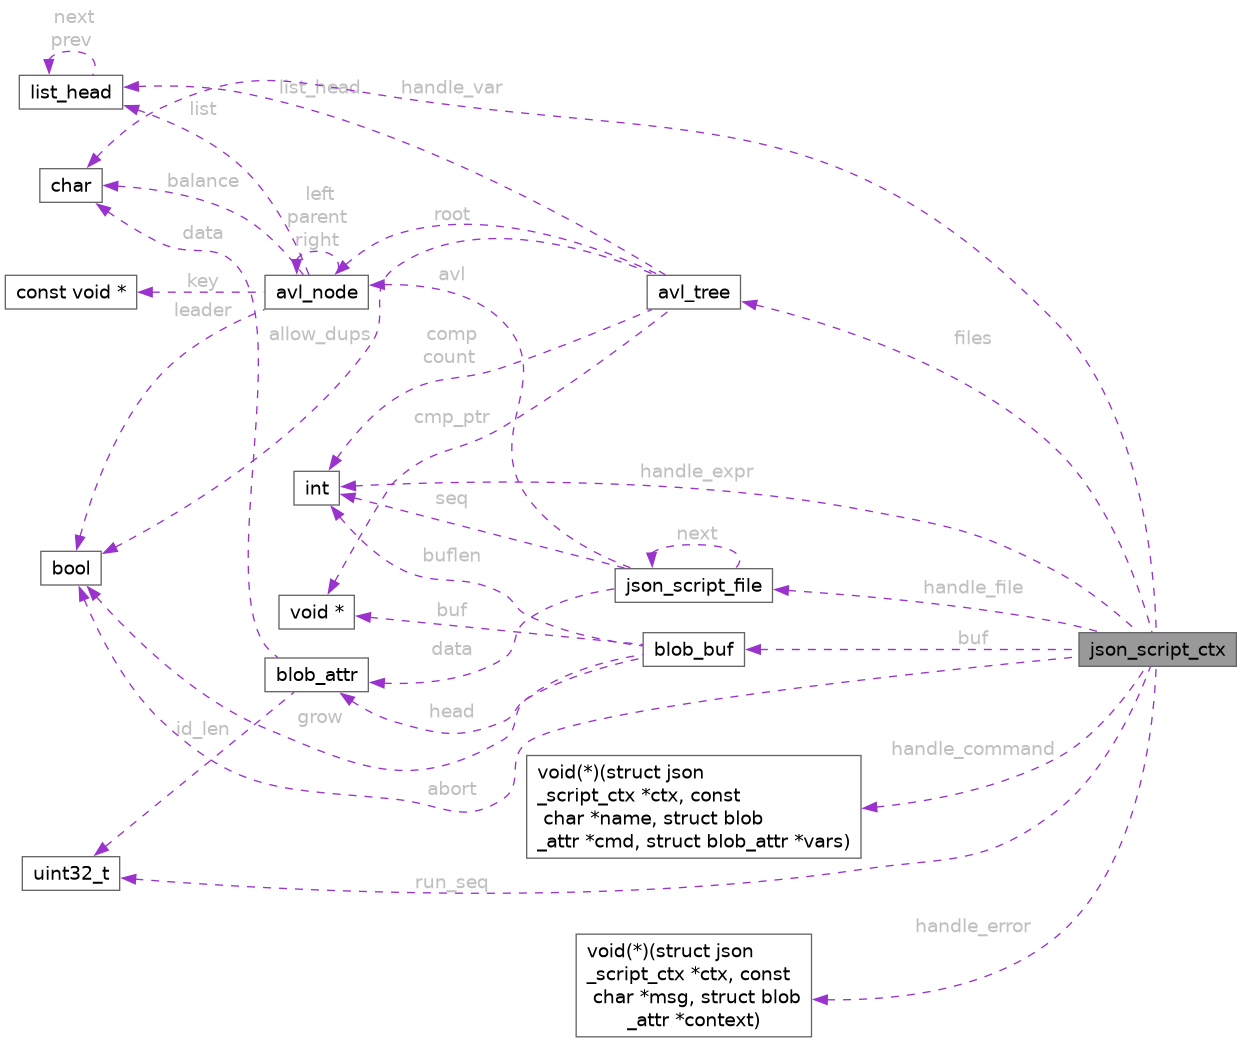 next
prev
list_head
list_head
handle_var
list
char
balance
left
parent
right
root
data
const void *
key
avl_node
avl
avl_tree
leader
allow_dups
comp
count
files
cmp_ptr
int
handle_expr
seq
bool
buflen
next
json_script_file
handle_file
void *
buf
blob_attr
data
blob_buf
buf
json_script_ctx
id_len
grow
head
handle_command
void(*)(struct json
_script_ctx *ctx, const
char *name, struct blob
_attr *cmd, struct blob_attr *vars)
abort
uint32_t
run_seq
handle_error
void(*)(struct json
_script_ctx *ctx, const
char *msg, struct blob
_attr *context)